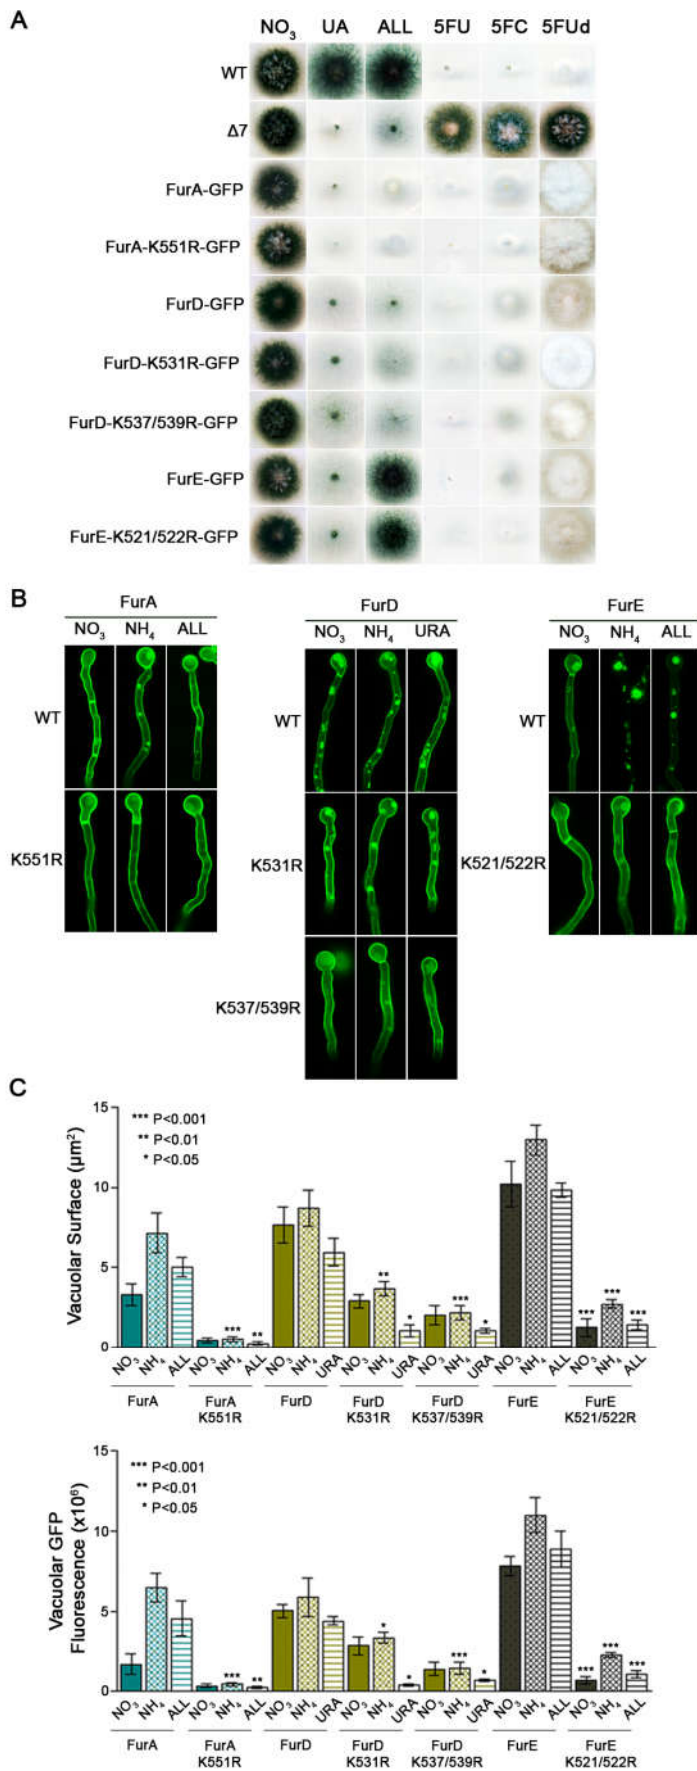 A
NO3 UA ALL 5FU 5FC 5FUd
WT
Δ7
FurA-GFP
FurA-K551R-GFP
FurD-GFP
FurD-K531R-GFP
FurD-K537/539R-GFP
FurE-GFP
FurE-K521/522R-GFP
B
FurA FurD FurE
NO3 NH4 ALL NO3 NH4 URA NO3 NH4 ALL
WT WT WT
K551R K531R K521/522R
K537/539R
C
Vacuolar Surface (µm²)
15
10
5
0
*** P<0.001
** P<0.01
* P<0.05
*** ** ** * *** * *** *** ***
NO3 NH4 ALL NO3 NH4 ALL NO3 NH4 URA NO3 NH4 URA NO3 NH4 URA NO3 NH4 ALL NO3 NH4 ALL
FurA FurA FurD FurD FurD FurE FurE
K551R K531R K537/539R K521/522R
Vacuolar GFP
Fluorescence (x10⁶)
15
10
5
0
*** P<0.001
** P<0.01
* P<0.05
*** ** * * *** * *** *** ***
NO3 NH4 ALL NO3 NH4 ALL NO3 NH4 URA NO3 NH4 URA NO3 NH4 URA NO3 NH4 ALL NO3 NH4 ALL
FurA FurA FurD FurD FurD FurE FurE
K551R K531R K537/539R K521/522R